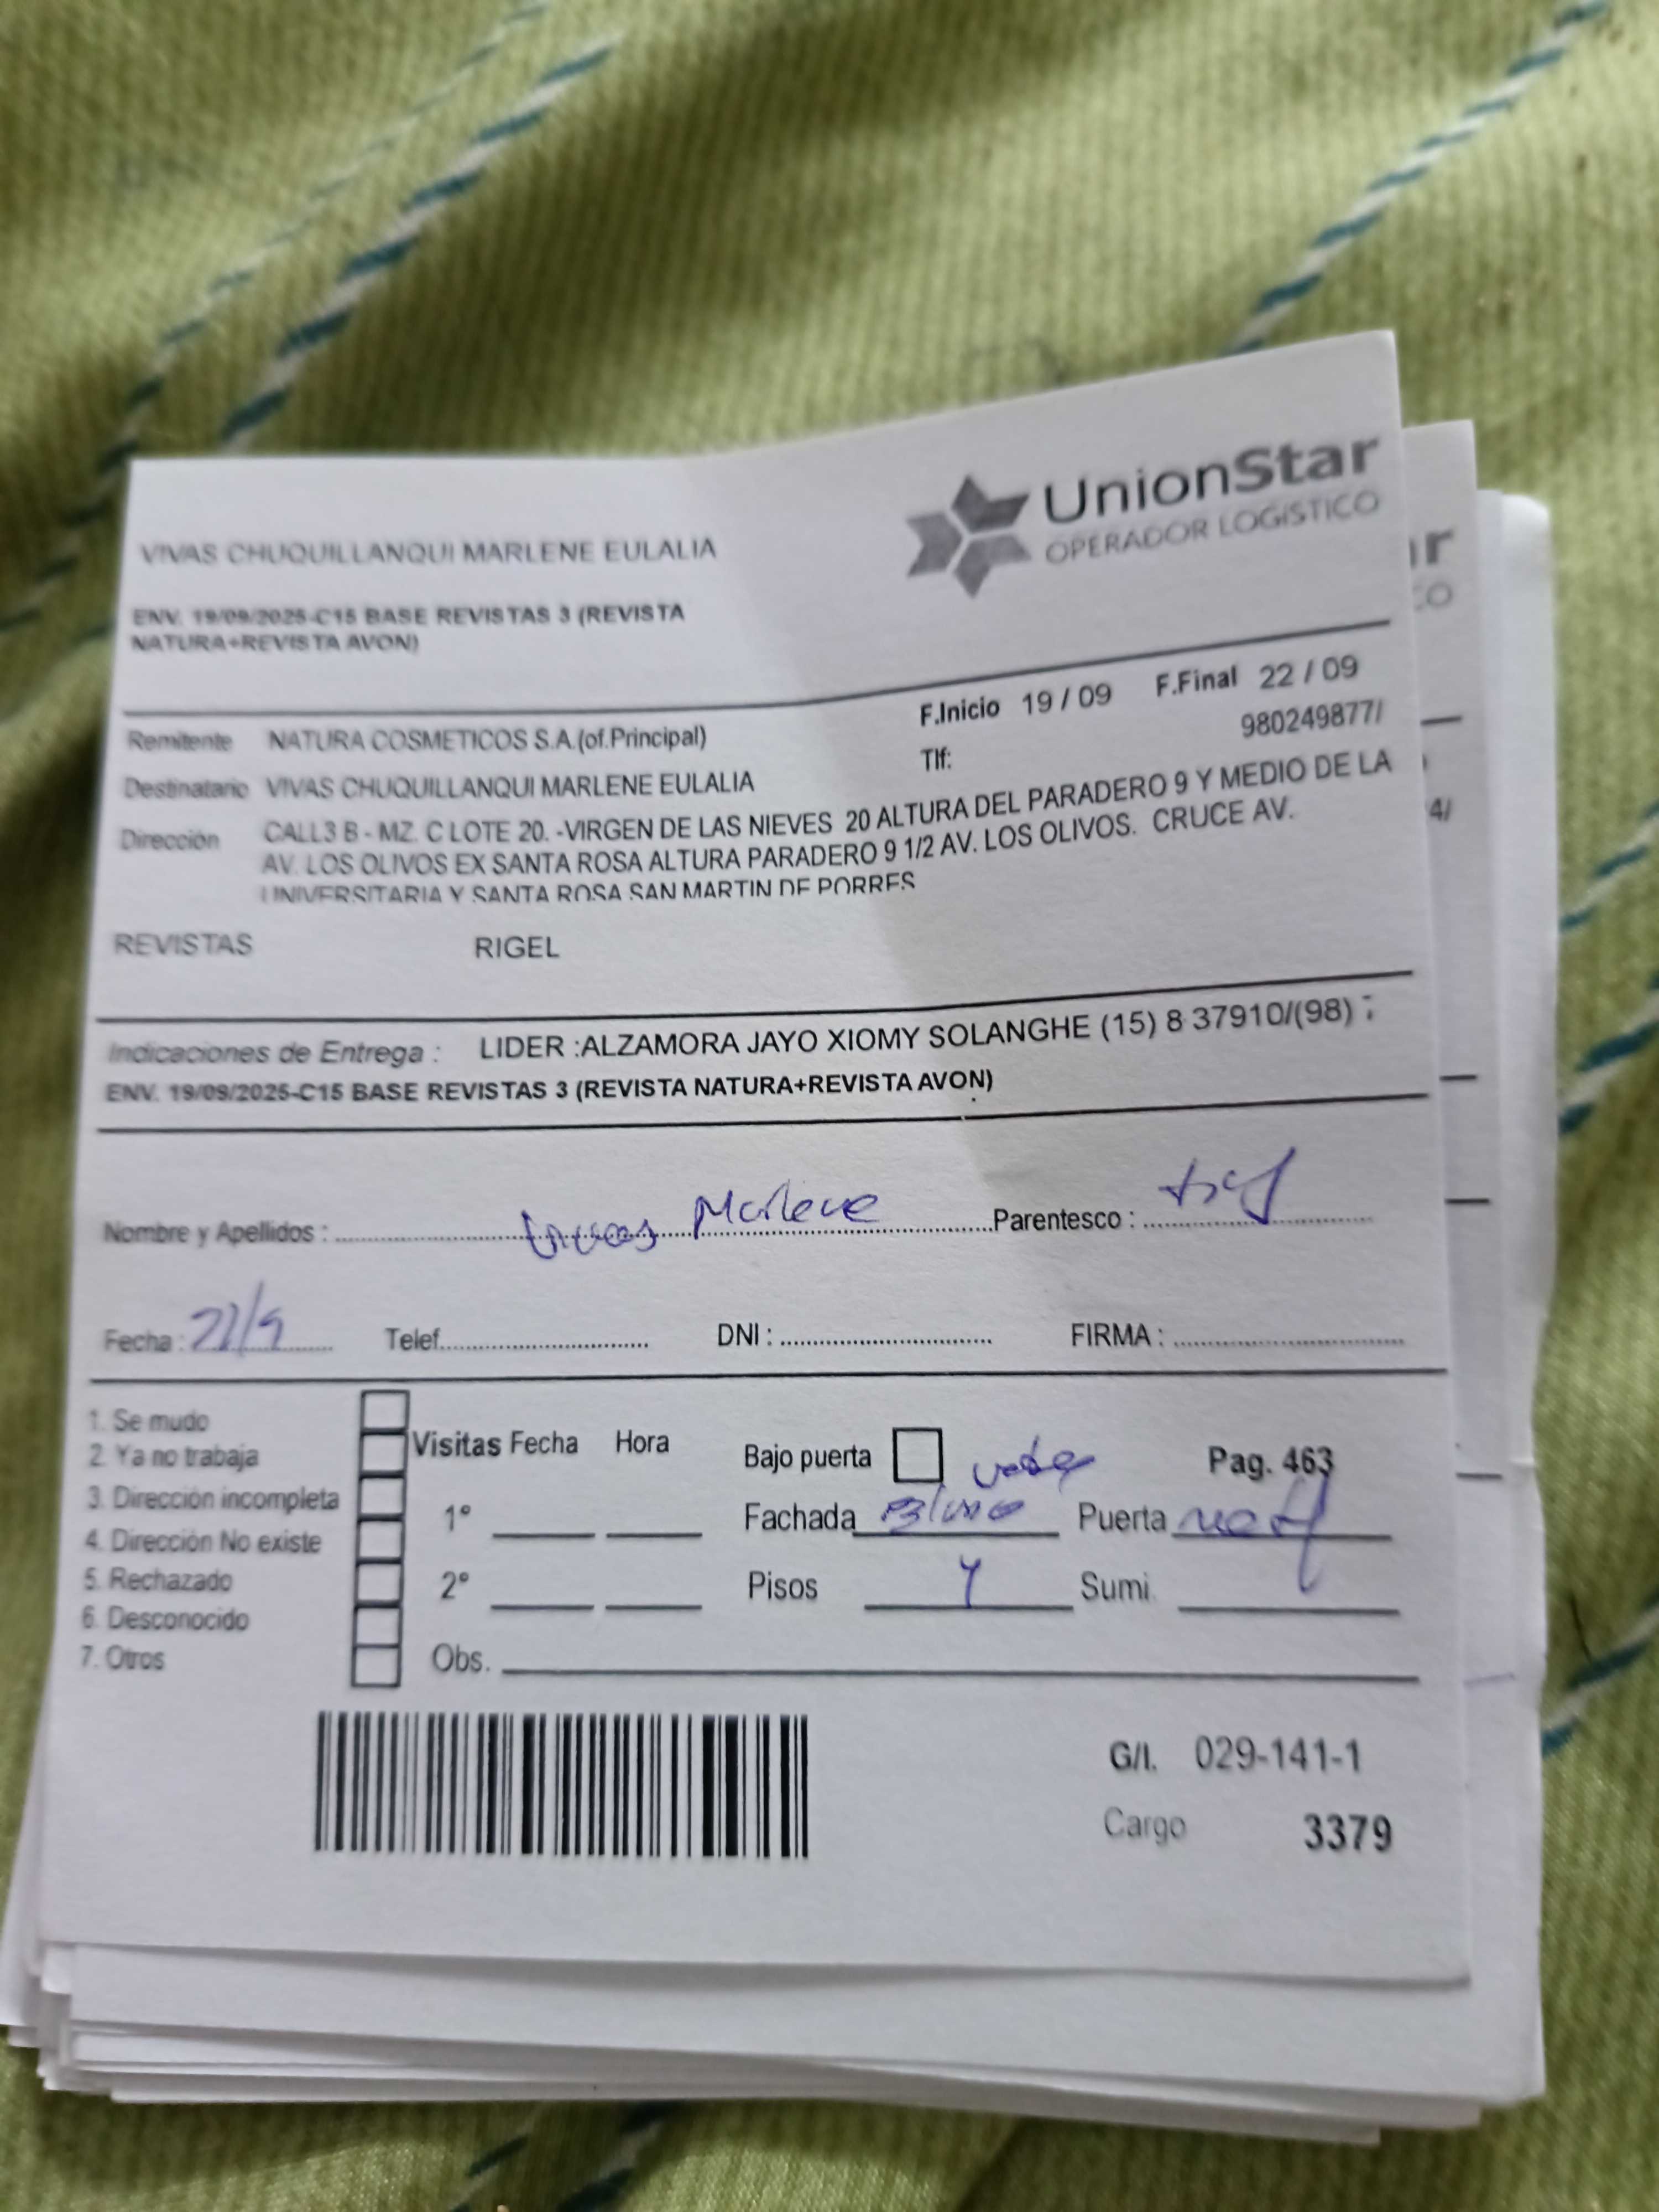 UnionStar
OPERADOR LOGÍSTICO
VIVAS CHUQUILLANQUI MARLENE EULALIA
ENV. 19/09/2025-C15 BASE REVISTAS 3 (REVISTA
NATURA+REVISTA AVON)
F.Inicio 19 / 09 F.Final 22 / 09
Remitente NATURA COSMETICOS S.A.(of.Principal) Tlf: 980249877/
Destinatario VIVAS CHUQUILLANQUI MARLENE EULALIA
Dirección CALL3 B - MZ. C LOTE 20. -VIRGEN DE LAS NIEVES 20 ALTURA DEL PARADERO 9 Y MEDIO DE LA
AV. LOS OLIVOS EX SANTA ROSA ALTURA PARADERO 9 1/2 AV. LOS OLIVOS. CRUCE AV.
UNIVERSITARIA Y SANTA ROSA SAN MARTIN DE PORRES
REVISTAS RIGEL
Indicaciones de Entrega : LIDER :ALZAMORA JAYO XIOMY SOLANGHE (15) 8 37910/(98)
ENV. 19/09/2025-C15 BASE REVISTAS 3 (REVISTA NATURA+REVISTA AVON)
Nombre y Apellidos : Vivas Marlene Parentesco :
Fecha : Telef. DNI : FIRMA :
1. Se mudo
2. Ya no trabaja
3. Dirección incompleta
4. Dirección No existe
5. Rechazado
6. Desconocido
7. Otros
Visitas Fecha Hora
1°
2°
Obs.
Bajo puerta Pag. 463
Fachada Puerta
Pisos Sumi.
G/I. 029-141-1
Cargo 3379
ar
CO
4/